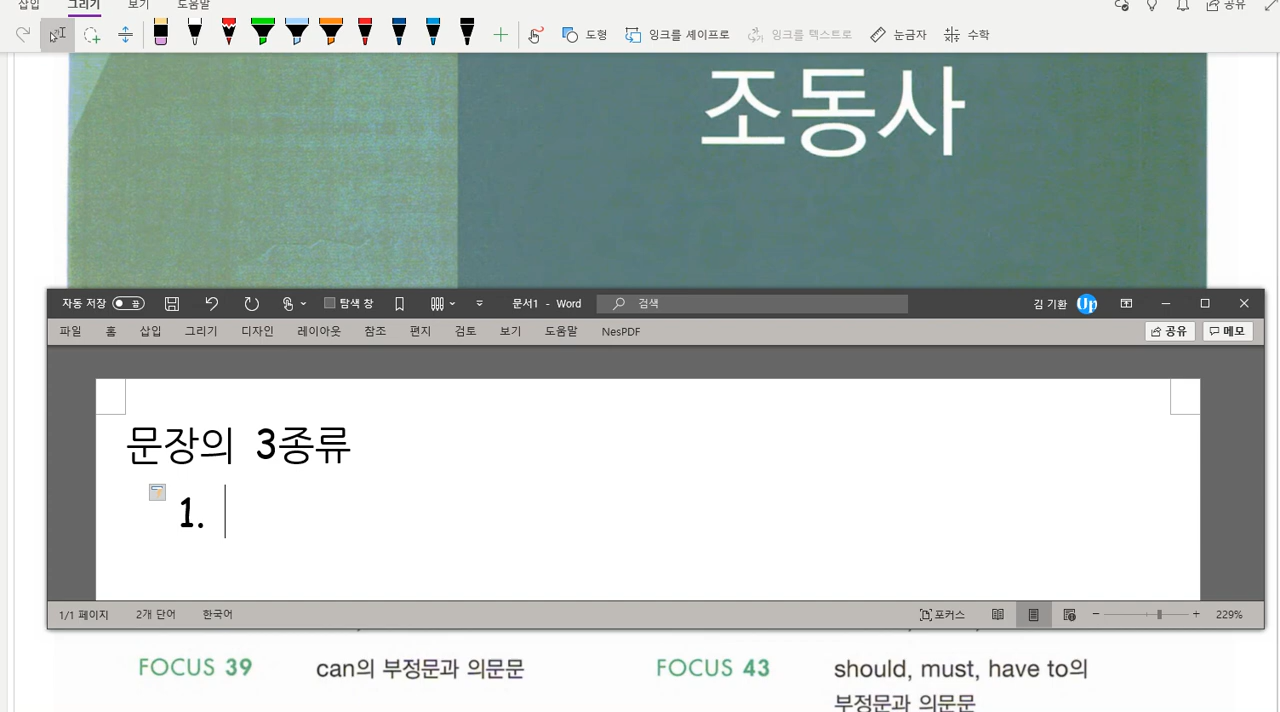 삽입 그리기 보기 도움말 공유
도형 잉크를 셰이프로 잉크를 텍스트로 눈금자 수학
조동사
자동 저장 탐색 창 문서1 - Word 검색 김 기환 Up
파일 홈 삽입 그리기 디자인 레이아웃 참조 편지 검토 보기 도움말 NesPDF 공유 메모
문장의 3종류
1.
1/1 페이지 2개 단어 한국어 포커스 229%
FOCUS 39 can의 부정문과 의문문 FOCUS 43 should, must, have to의
부정문과 의문문